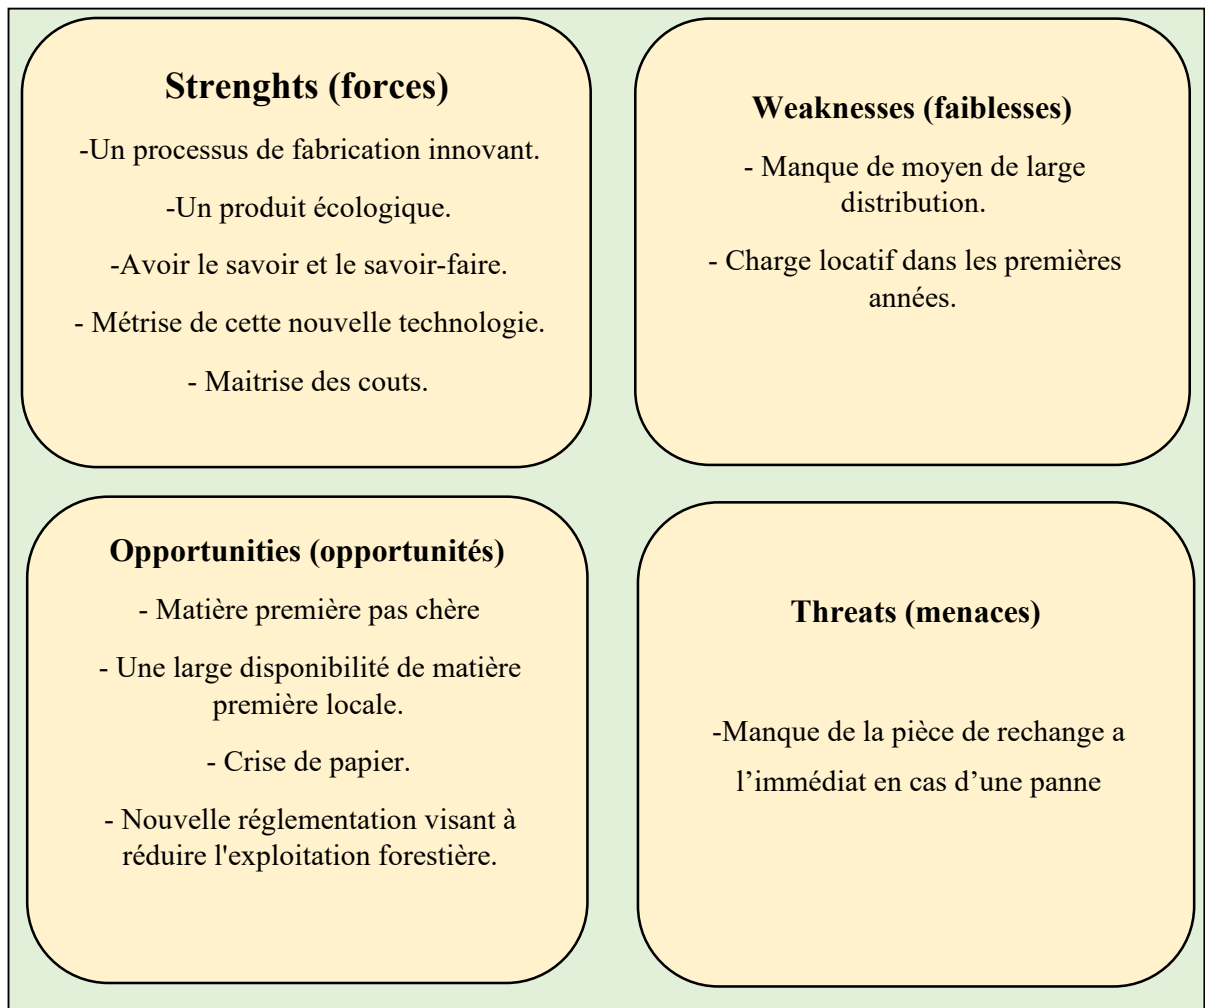 Strenghts (forces)
-Un processus de fabrication innovant.
-Un produit écologique.
-Avoir le savoir et le savoir-faire.
- Métrise de cette nouvelle technologie.
- Maitrise des couts.
Weaknesses (faiblesses)
- Manque de moyen de large
distribution.
- Charge locatif dans les premières
années.
Opportunities (opportunités)
- Matière première pas chère
- Une large disponibilité de matière
première locale.
- Crise de papier.
- Nouvelle réglementation visant à
réduire l'exploitation forestière.
Threats (menaces)
-Manque de la pièce de rechange a
l’immédiat en cas d’une panne